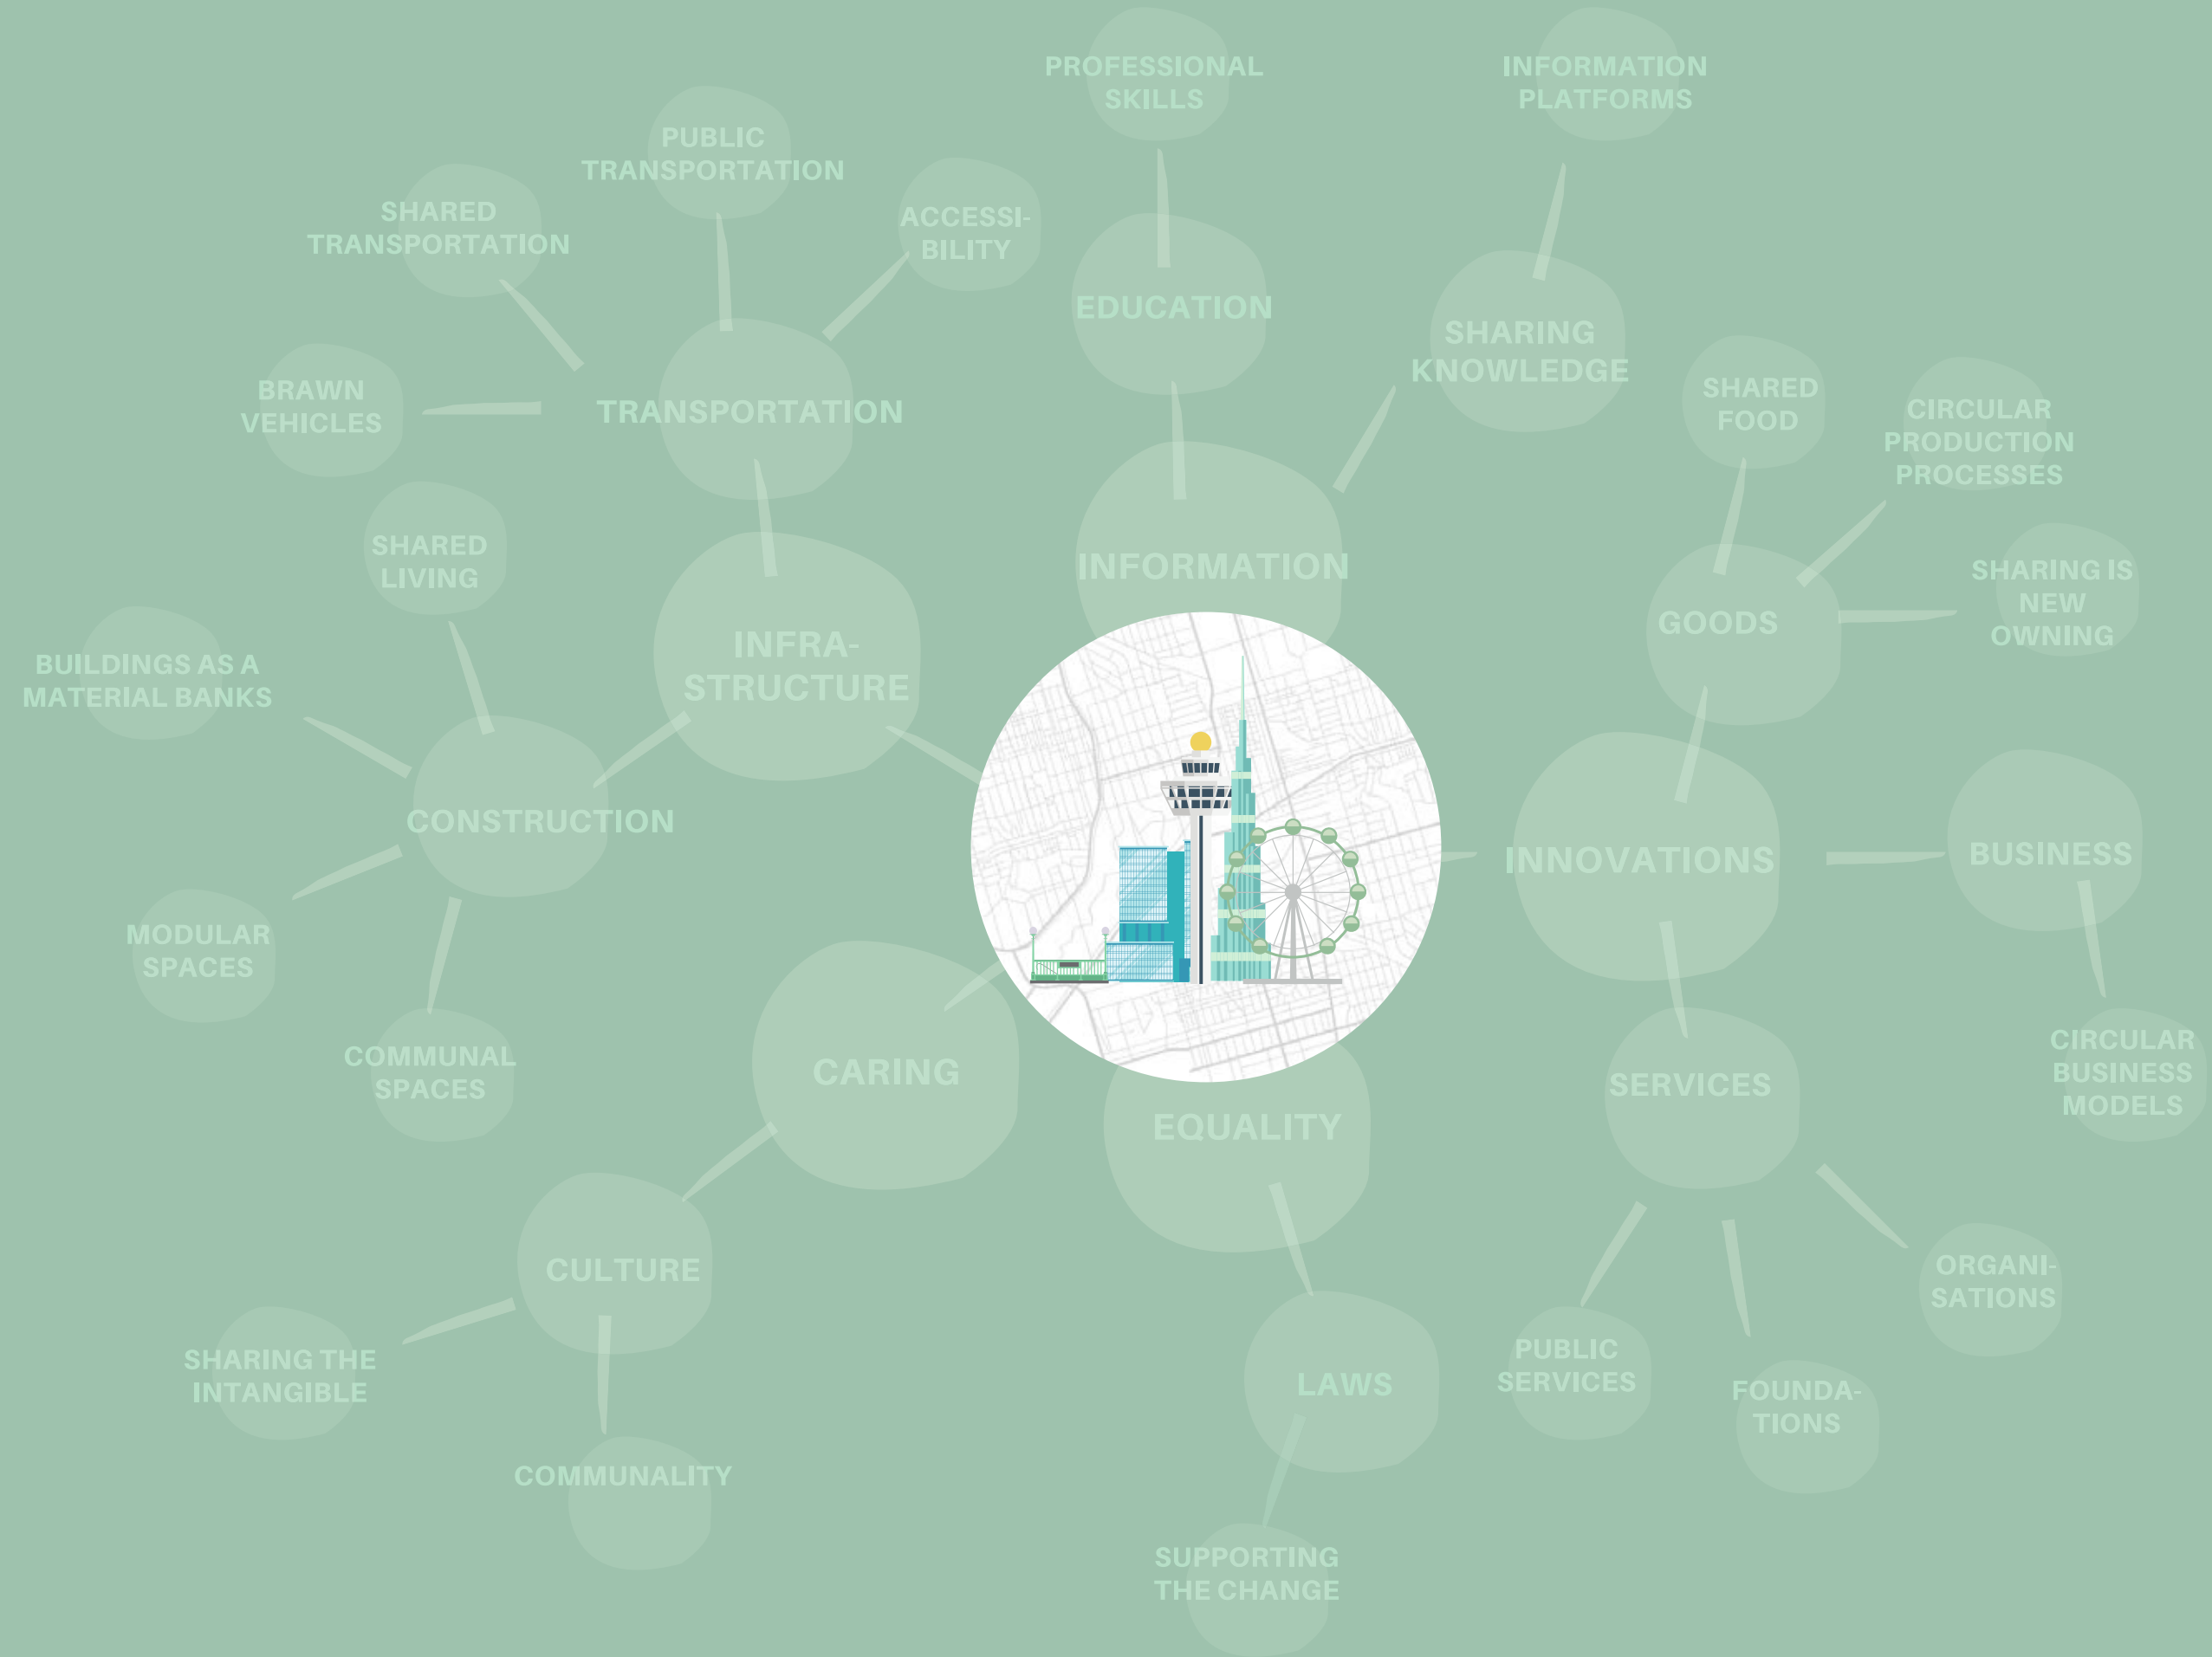 PROFESSIONAL
SKILLS
INFORMATION
PLATFORMS
PUBLIC
TRANSPORTATION
SHARED
TRANSPORTATION
ACCESSI-
BILITY
EDUCATION
SHARING
KNOWLEDGE
BRAWN
VEHICLES
TRANSPORTATION
SHARED
FOOD
CIRCULAR
PRODUCTION
PROCESSES
SHARED
LIVING
INFORMATION
SHARING IS
NEW
OWNING
GOODS
INFRA-
STRUCTURE
BUILDINGS AS A
MATERIAL BANKS
CONSTRUCTION
INNOVATIONS
BUSINESS
MODULAR
SPACES
COMMUNAL
SPACES
CARING
EQUALITY
SERVICES
CIRCULAR
BUSINESS
MODELS
CULTURE
ORGANI-
SATIONS
SHARING THE
INTANGIBLE
LAWS
PUBLIC
SERVICES
FOUNDA-
TIONS
COMMUNALITY
SUPPORTING
THE CHANGE